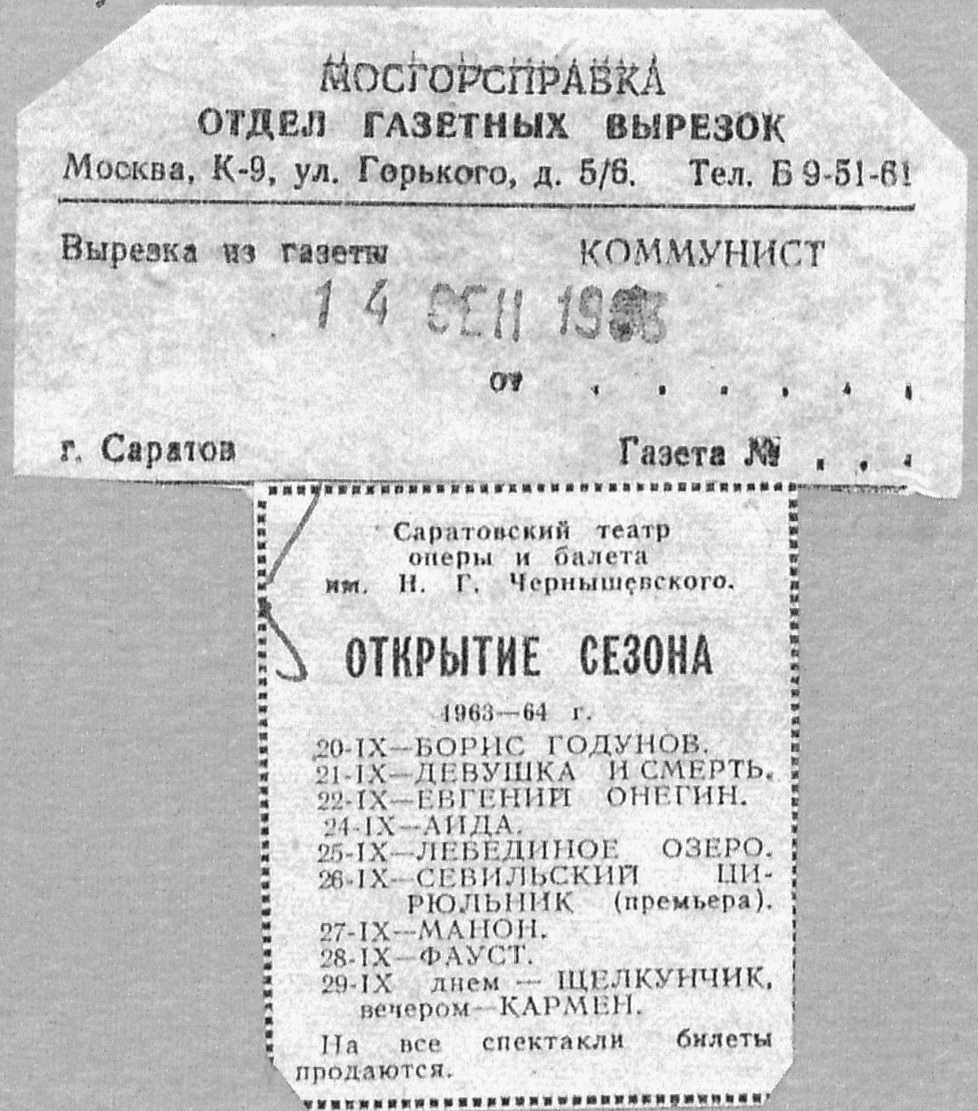 МОСГОРСПРАВКА
ОТДЕЛ ГАЗЕТНЫХ ВЫРЕЗОК
Москва, К-9, ул. Горького, д. 5/6. Тел. Б 9-51-61
Вырезка из газеты КОММУНИСТ
14 СЕН 1963
от . . . . . .
г. Саратов Газета № . . .
Саратовский театр
оперы и балета
им. Н. Г. Чернышевского.
ОТКРЫТИЕ СЕЗОНА
1963—64 г.
20-IX—БОРИС ГОДУНОВ.
21-IX—ДЕВУШКА И СМЕРТЬ.
22-IX—ЕВГЕНИЙ ОНЕГИН.
24-IX—АИДА.
25-IX—ЛЕБЕДИНОЕ ОЗЕРО.
26-IX—СЕВИЛЬСКИЙ ЦИ-
РЮЛЬНИК (премьера).
27-IX—МАНОН.
28-IX—ФАУСТ.
29-IX днем — ЩЕЛКУНЧИК,
вечером—КАРМЕН.
На все спектакли билеты
продаются.